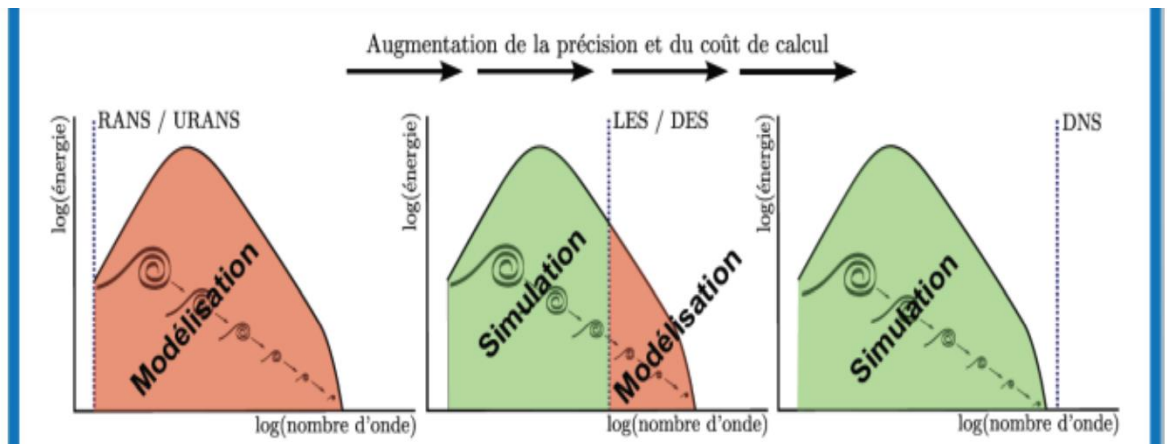 Augmentation de la précision et du coût de calcul
RANS / URANS
log(énergie)
Modélisation
log(nombre d'onde)
LES / DES
log(énergie)
Simulation
Modélisation
log(nombre d'onde)
DNS
log(énergie)
Simulation
log(nombre d'onde)